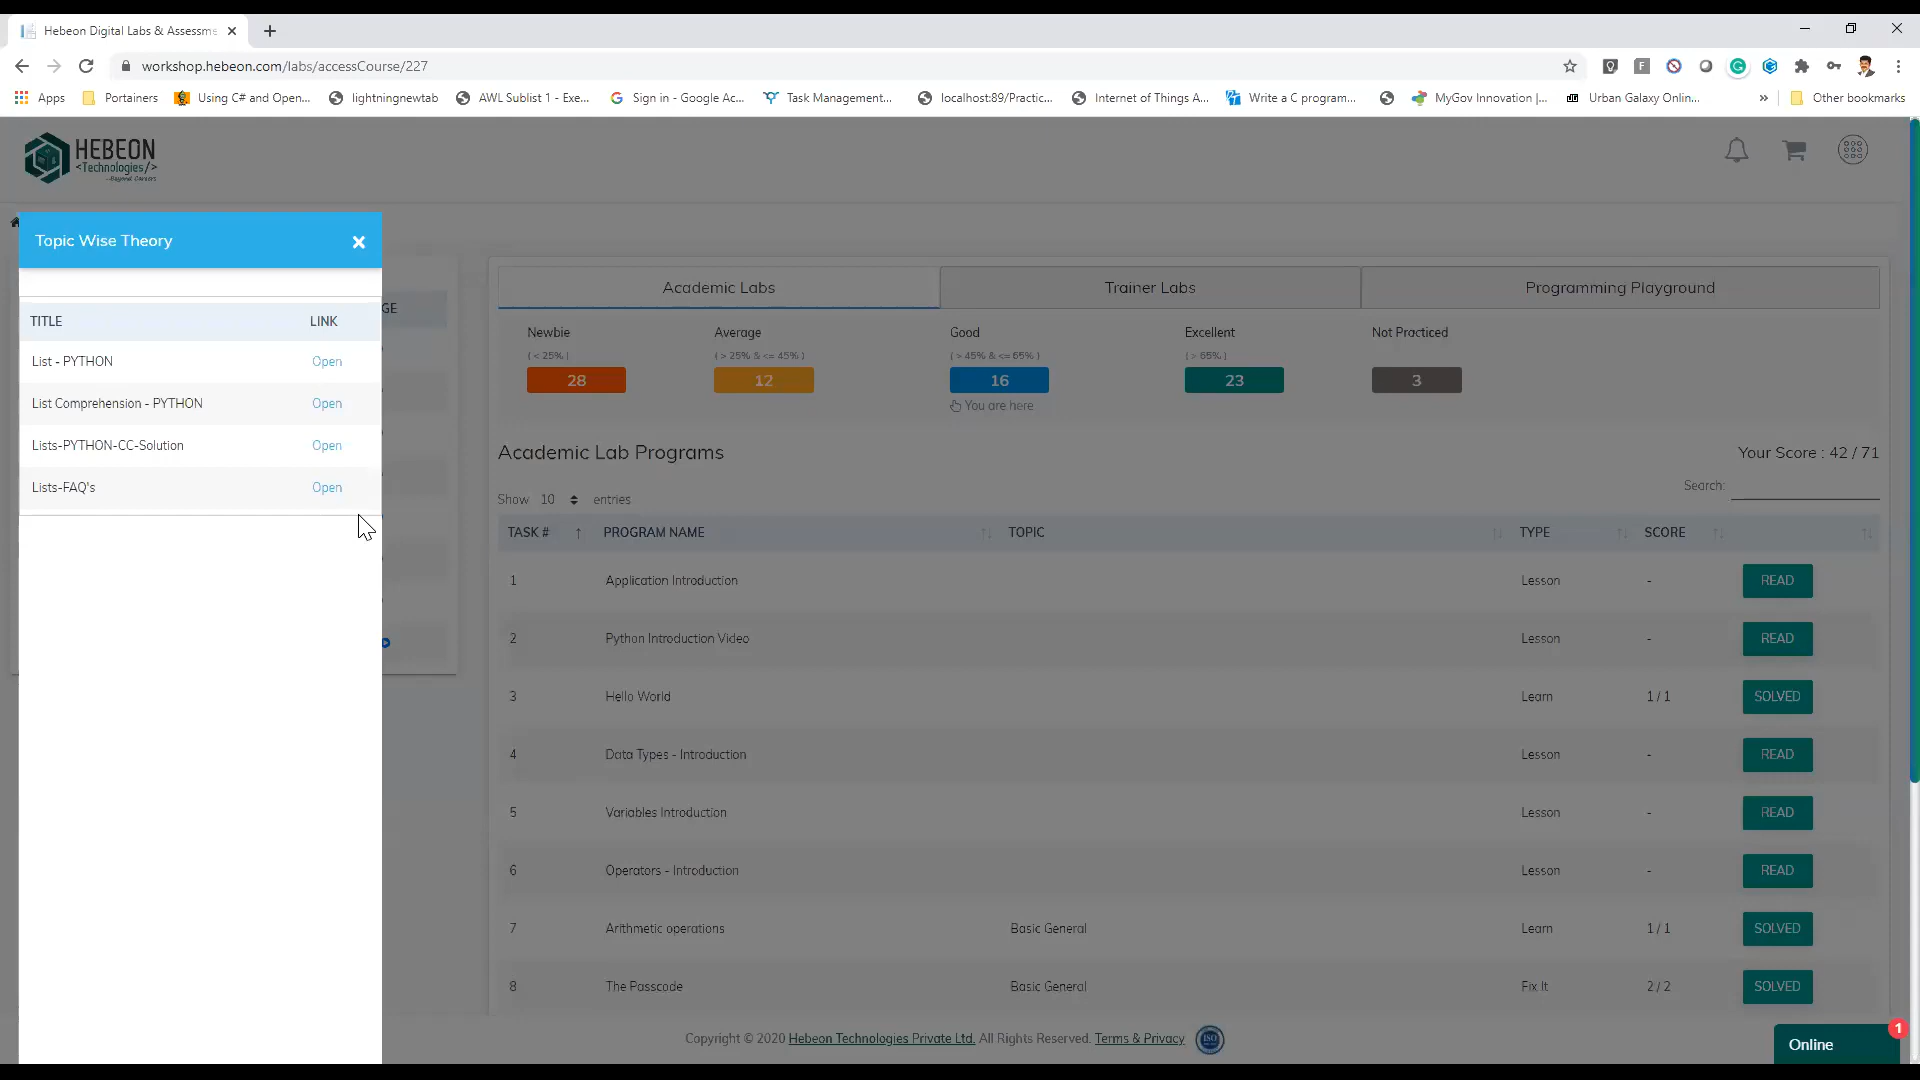 Hebeon Digital Labs & Assessme
workshop.hebeon.com/labs/accessCourse/227
Apps Portainers Using C# and Open... lightningnewtab AWL Sublist 1 - Exe... Sign in - Google Ac... Task Management... localhost:89/Practic... Internet of Things A... Write a C program... MyGov Innovation |... Urban Galaxy Onlin... » Other bookmarks
HEBEON
<Technologies/>
...Beyond Careers
Topic Wise Theory ×
TITLE LINK
List - PYTHON Open
List Comprehension - PYTHON Open
Lists-PYTHON-CC-Solution Open
Lists-FAQ's Open
GE
Academic Labs Trainer Labs Programming Playground
Newbie Average Good Excellent Not Practiced
( < 25% ) ( > 25% & <= 45% ) ( > 45% & <= 65% ) ( > 65% )
28 12 16 23 3
You are here
Academic Lab Programs Your Score : 42 / 71
Show 10 entries Search:
TASK # PROGRAM NAME TOPIC TYPE SCORE
1 Application Introduction Lesson - READ
2 Python Introduction Video Lesson - READ
3 Hello World Learn 1 / 1 SOLVED
4 Data Types - Introduction Lesson - READ
5 Variables Introduction Lesson - READ
6 Operators - Introduction Lesson - READ
7 Arithmetic operations Basic General Learn 1 / 1 SOLVED
8 The Passcode Basic General Fix It 2 / 2 SOLVED
Copyright © 2020 Hebeon Technologies Private Ltd. All Rights Reserved. Terms & Privacy ISO
Online 1